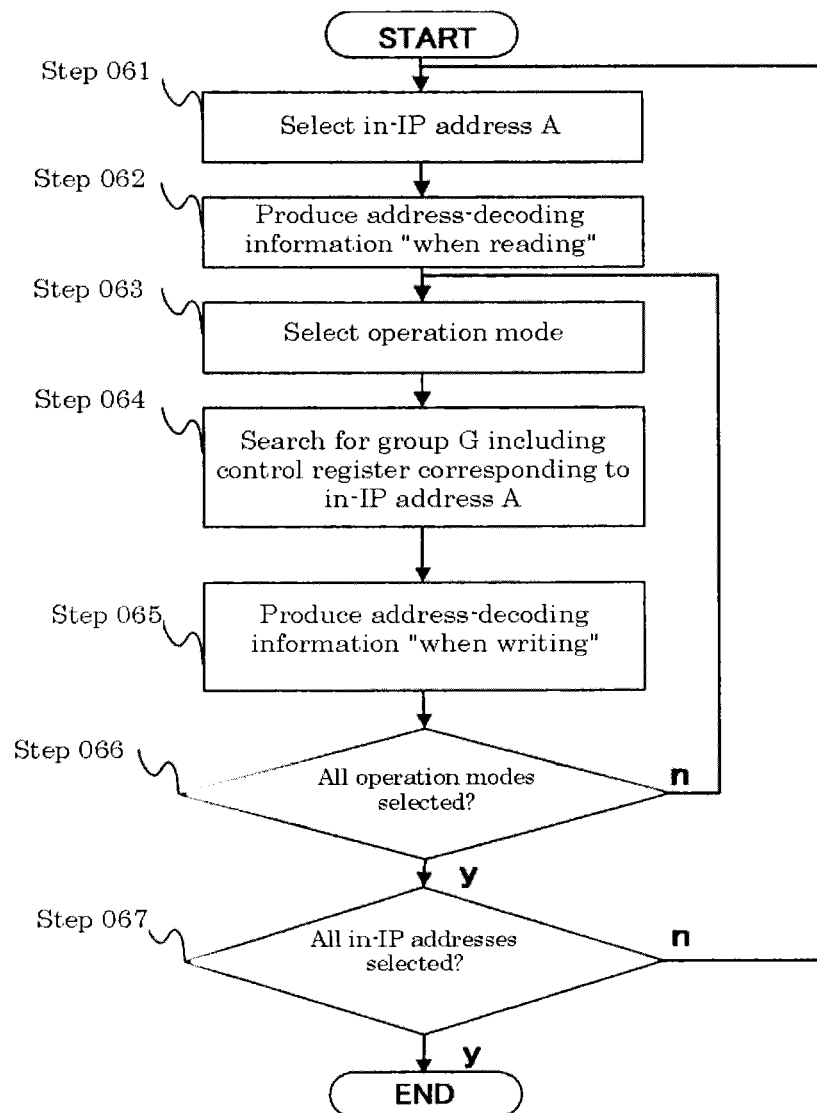 START
Step 061
Select in-IP address A
Step 062
Produce address-decoding
information "when reading"
Step 063
Select operation mode
Step 064
Search for group G including
control register corresponding to
in-IP address A
Step 065
Produce address-decoding
information "when writing"
Step 066
All operation modes
selected?
n
y
Step 067
All in-IP addresses
selected?
n
y
END